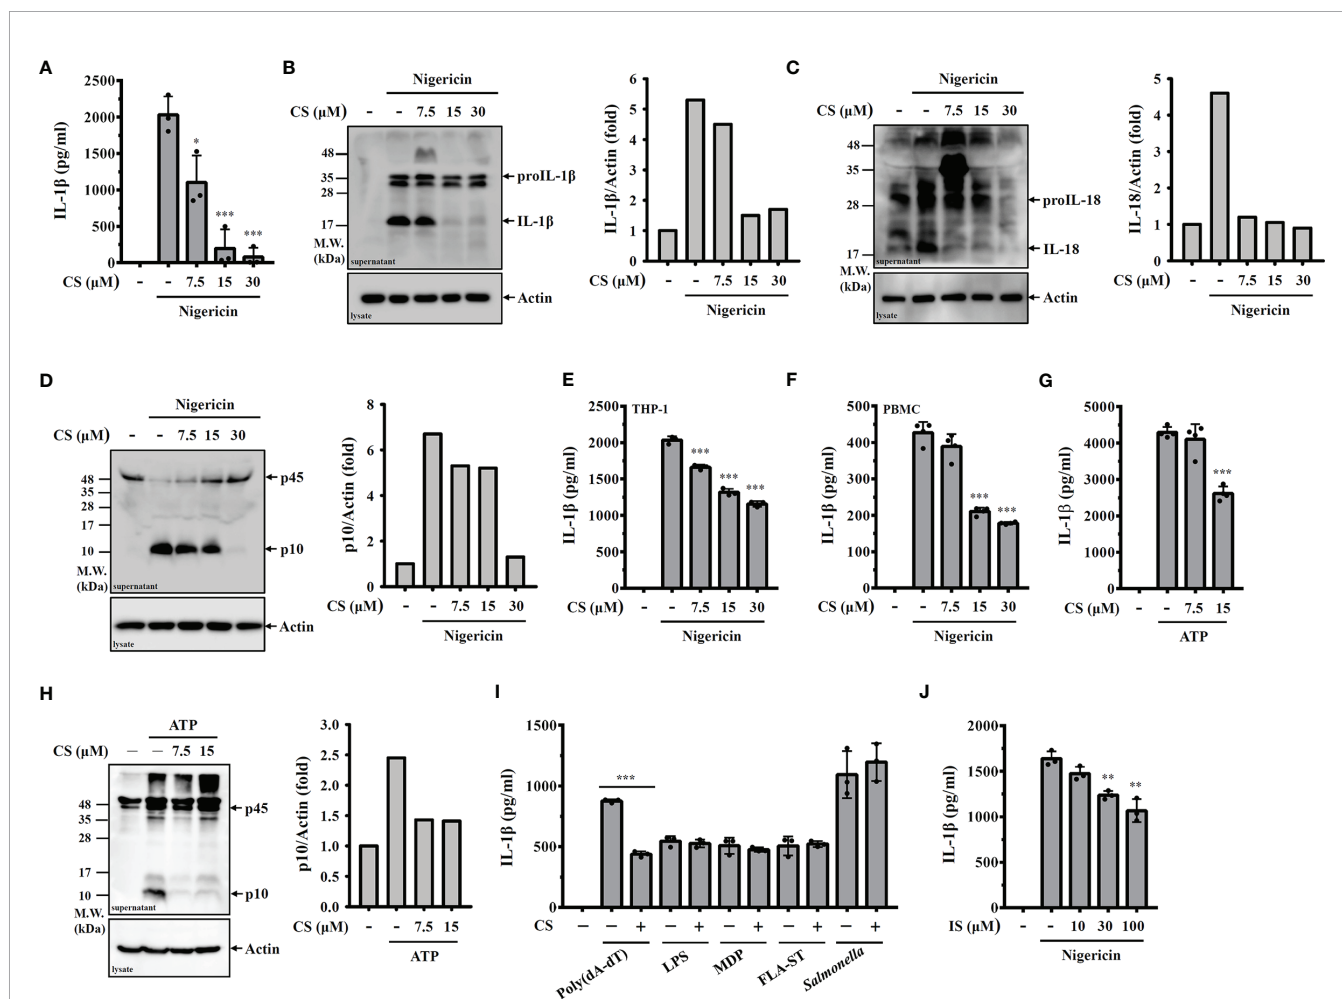 A
IL-1β (pg/ml)
2500
2000
1500
1000
500
0
*
***
***
CS (μM) - - 7.5 15 30
Nigericin
B
Nigericin
CS (μM) - - 7.5 15 30
48
35
28
17
M.W.
(kDa)
proIL-1β
IL-1β
supernatant
Actin
lysate
IL-1β/Actin (fold)
6
5
4
3
2
1
0
CS (μM) - - 7.5 15 30
Nigericin
C
Nigericin
CS (μM) - - 7.5 15 30
48
35
28
17
M.W.
(kDa)
proIL-18
IL-18
supernatant
Actin
lysate
IL-18/Actin (fold)
5
4
3
2
1
0
CS (μM) - - 7.5 15 30
Nigericin
D
Nigericin
CS (μM) - - 7.5 15 30
48
35
28
17
10
M.W.
(kDa)
p45
p10
supernatant
Actin
lysate
p10/Actin (fold)
8
6
4
2
0
CS (μM) - - 7.5 15 30
Nigericin
E
THP-1
IL-1β (pg/ml)
2500
2000
1500
1000
500
0
***
***
***
CS (μM) - - 7.5 15 30
Nigericin
F
PBMC
IL-1β (pg/ml)
500
400
300
200
100
0
***
***
CS (μM) - - 7.5 15 30
Nigericin
G
IL-1β (pg/ml)
5000
4000
3000
2000
1000
0
***
CS (μM) - - 7.5 15
ATP
H
ATP
CS (μM) — — 7.5 15
48
35
28
17
10
M.W.
(kDa)
p45
p10
supernatant
Actin
lysate
p10/Actin (fold)
3.0
2.5
2.0
1.5
1.0
0.5
0.0
CS (μM) - - 7.5 15
ATP
I
IL-1β (pg/ml)
1500
1000
500
0
***
CS — — + — + — + — + — +
Poly(dA-dT)
LPS
MDP
FLA-ST
Salmonella
J
IL-1β (pg/ml)
2000
1500
1000
500
0
**
**
IS (μM) - - 10 30 100
Nigericin